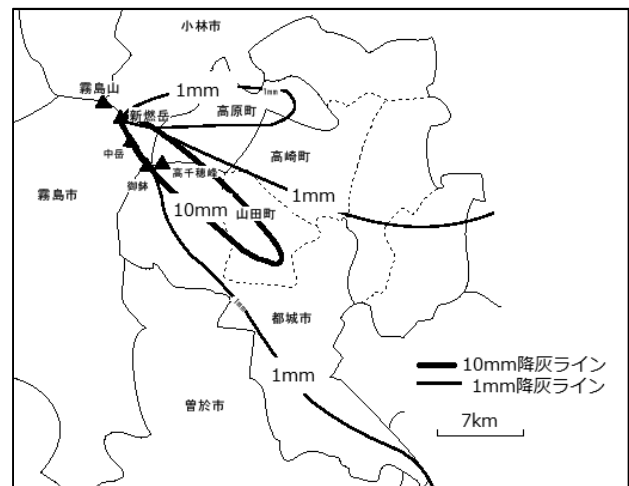 小林市
霧島山
1mm
1mm
新燃岳
高原町
中岳
高崎町
御鉢
高千穂峰
霧島市
10mm
山田町
1mm
1mm
都城市
1mm
曽於市
10mm降灰ライン
1mm降灰ライン
7km